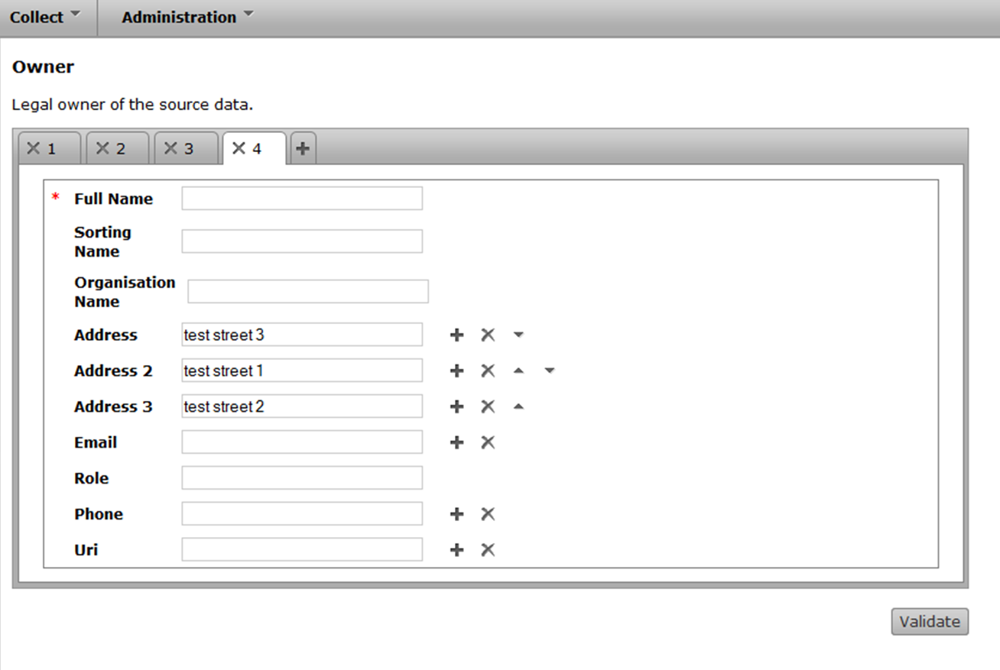 Collect Administration
Owner
Legal owner of the source data.
1 2 3 4
* Full Name
Sorting
Name
Organisation
Name
Address test street 3
Address 2 test street 1
Address 3 test street 2
Email
Role
Phone
Uri
Validate